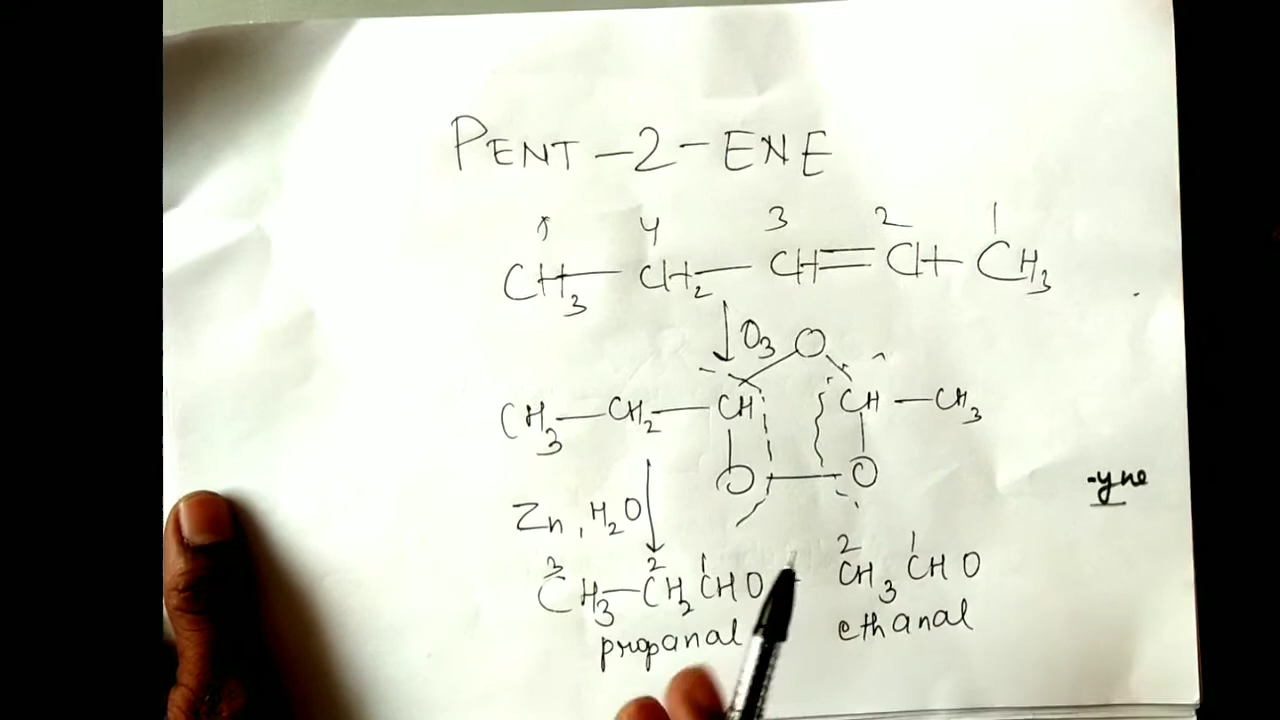 PENT-2-ENE
5 4 3 2 1
CH3—CH2—CH=CH—CH3
O3
O
CH3—CH2—CH CH—CH3
O—O
-yne
Zn, H2O
3 2 1 2 1
CH3—CH2CHO CH3CHO
propanal ethanal